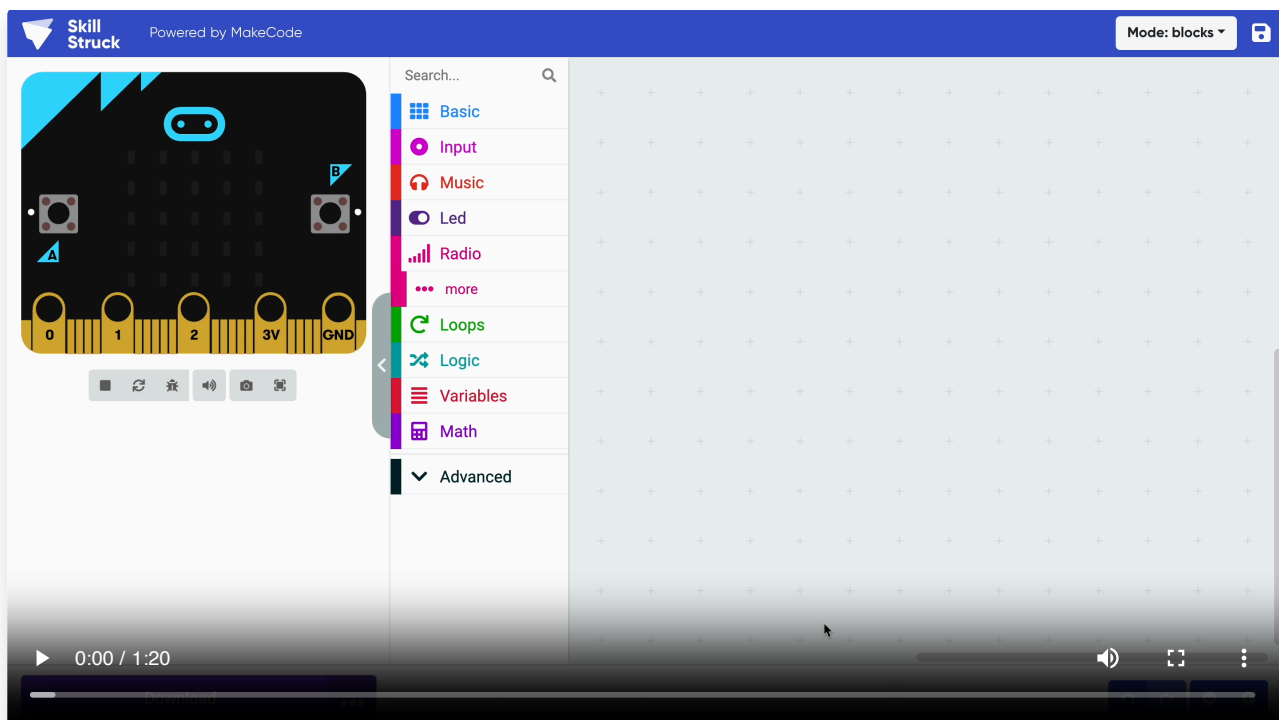 Skill
Struck
Powered by MakeCode
Mode: blocks
Search...
Basic
Input
Music
Led
Radio
more
Loops
Logic
Variables
Math
Advanced
B
A
0
1
2
3V
GND
0:00 / 1:20
Download